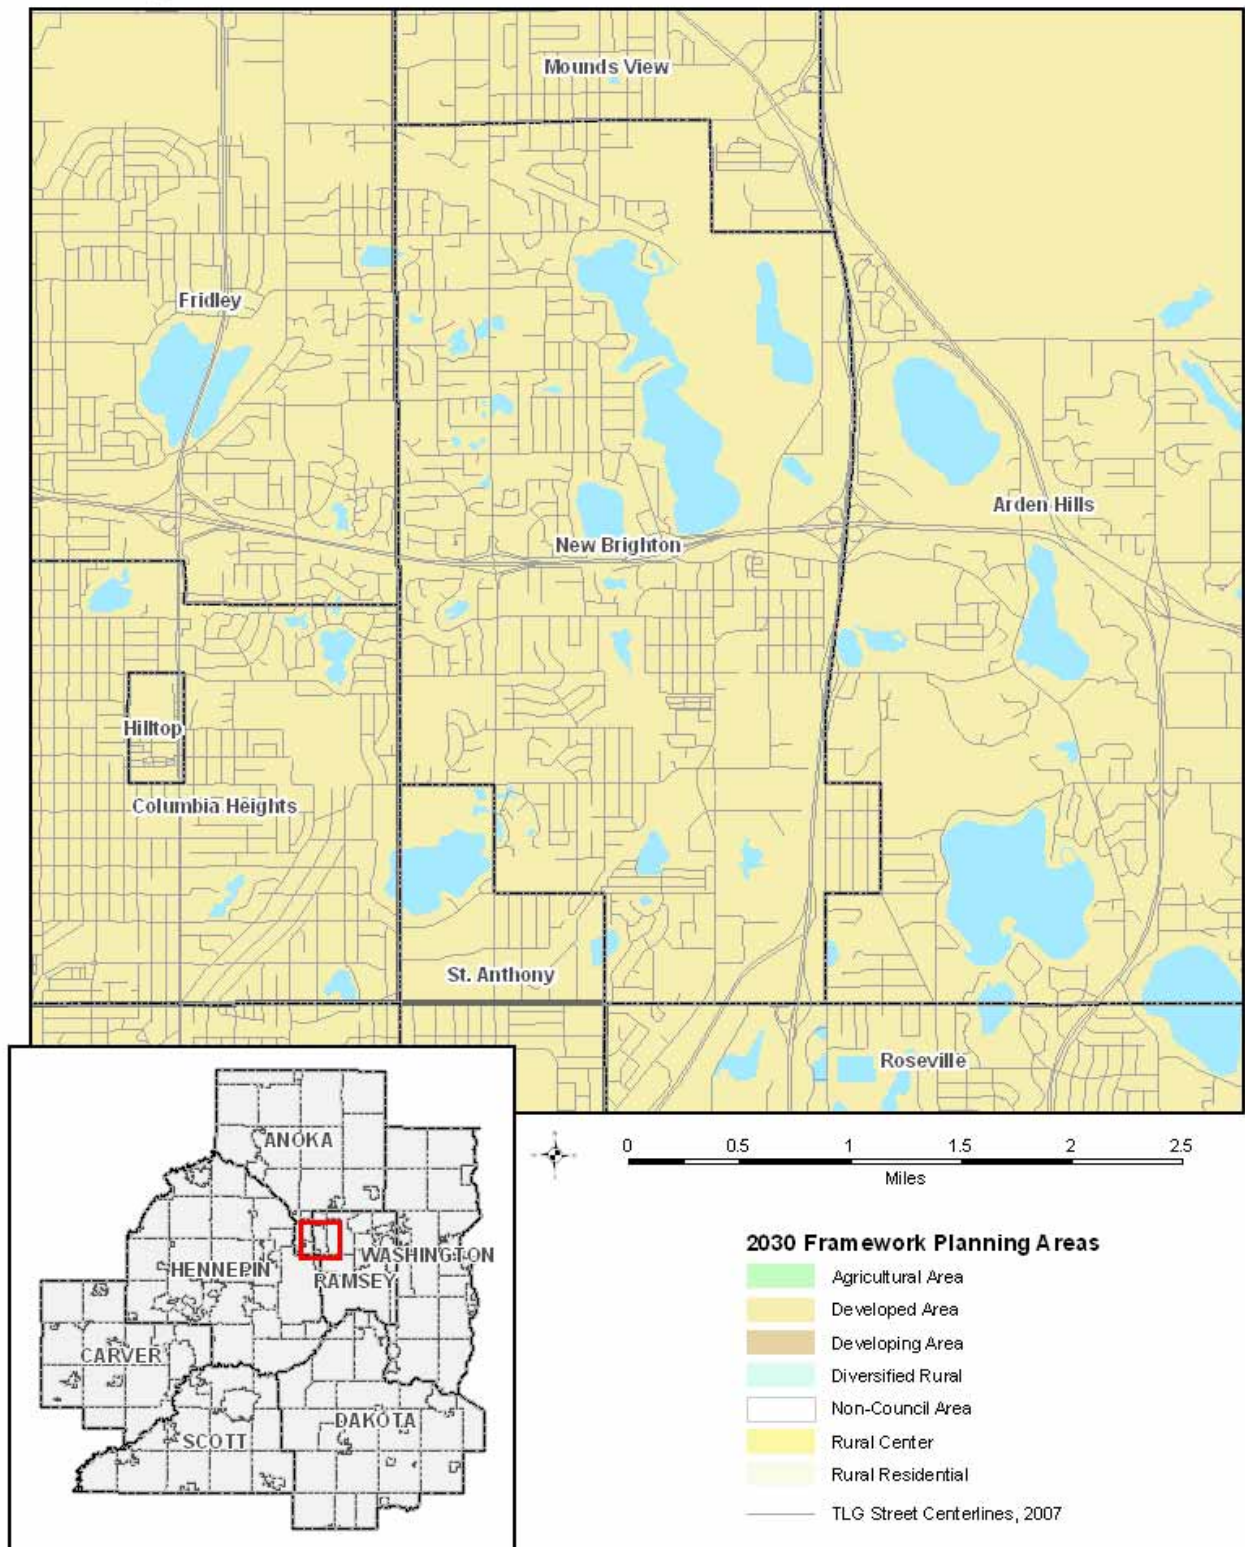 Mounds View
Fridley
Arden Hills
New Brighton
Hilltop
Columbia Heights
St. Anthony
Roseville
ANOKA
WASHINGTON
HENNEPIN
RAMSEY
CARVER
DAKOTA
SCOTT
0 0.5 1 1.5 2 2.5
Miles
2030 Framework Planning Areas
Agricultural Area
Developed Area
Developing Area
Diversified Rural
Non-Council Area
Rural Center
Rural Residential
TLG Street Centerlines, 2007